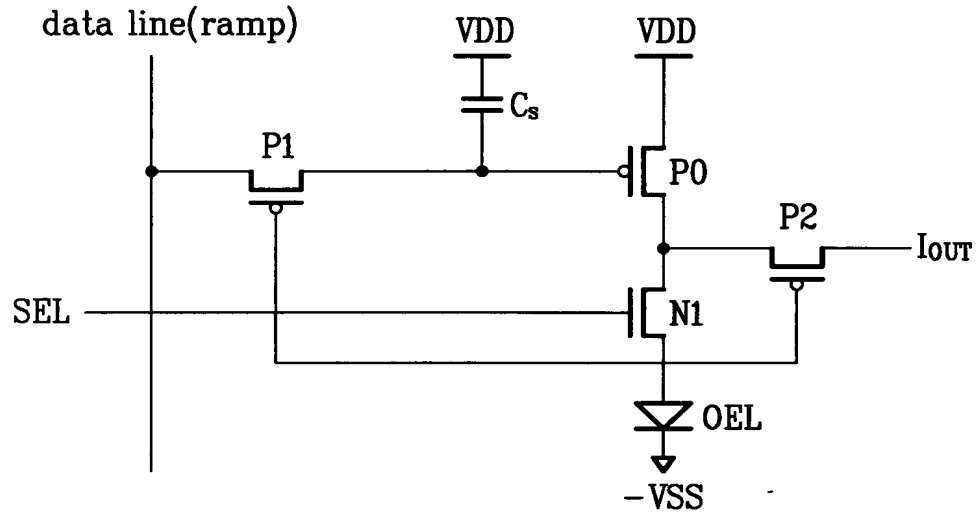 data line(ramp)
VDD
VDD
Cs
P1
P0
P2
IOUT
SEL
N1
OEL
-VSS